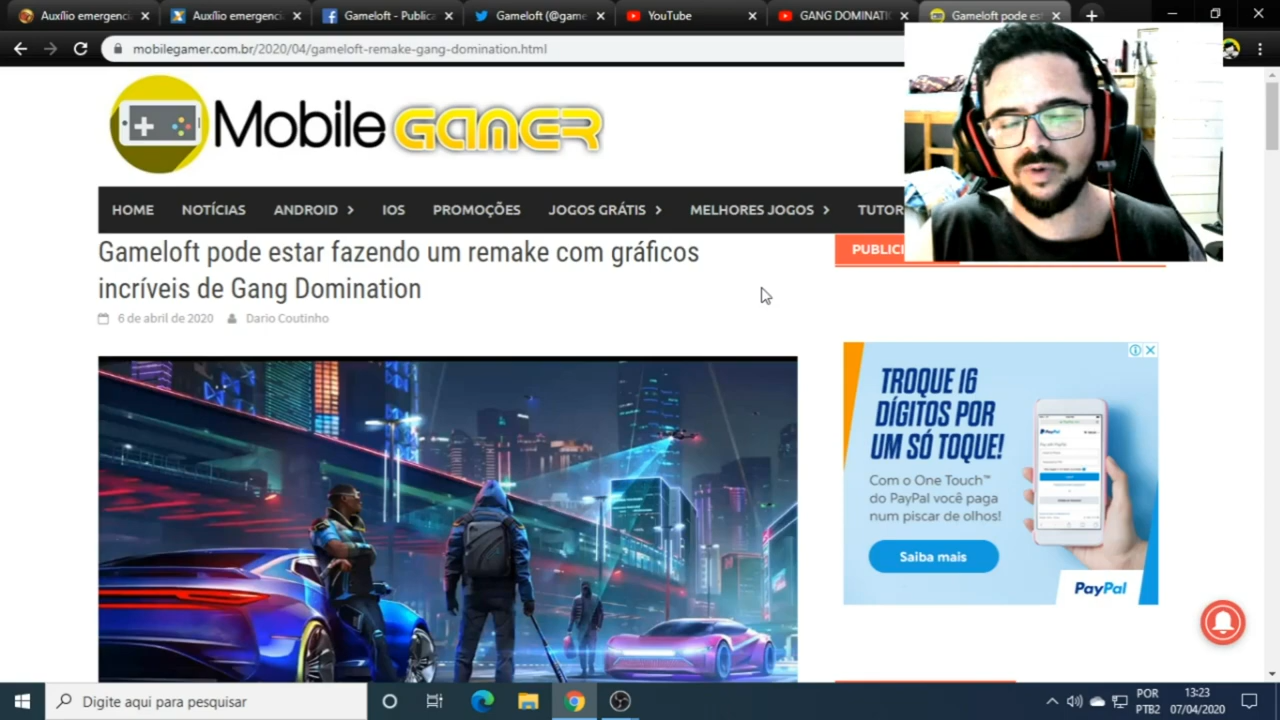 Auxílio emergenci
Auxílio emergenci
Gameloft - Publica
Gameloft (@game
YouTube
GANG DOMINATI
Gameloft pode es
mobilegamer.com.br/2020/04/gameloft-remake-gang-domination.html
Mobile GAMER
HOME NOTÍCIAS ANDROID IOS PROMOÇÕES JOGOS GRÁTIS MELHORES JOGOS TUTOR
Gameloft pode estar fazendo um remake com gráficos
incríveis de Gang Domination
6 de abril de 2020 Dario Coutinho
PUBLICI
TROQUE 16
DÍGITOS POR
UM SÓ TOQUE!
Com o One Touch™
do PayPal você paga
num piscar de olhos!
Saiba mais
PayPal
Digite aqui para pesquisar
POR
PTB2
13:23
07/04/2020